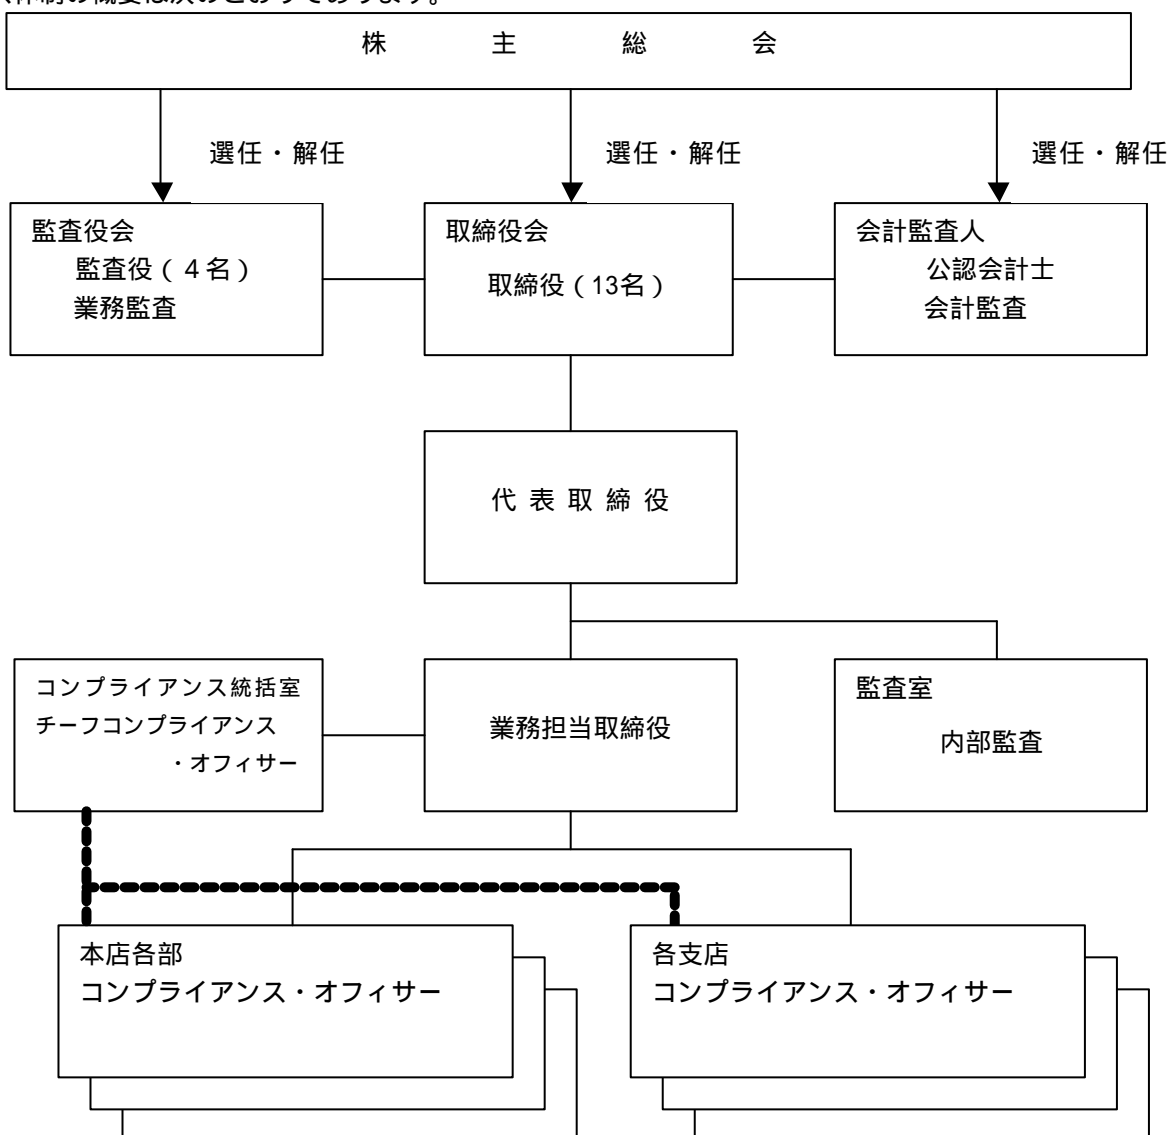 体制の概要は次のとおりであります。
株主総会
選任・解任
選任・解任
選任・解任
監査役会
監査役(4名)
業務監査
取締役会
取締役(13名)
会計監査人
公認会計士
会計監査
代表取締役
コンプライアンス統括室
チーフコンプライアンス
・オフィサー
業務担当取締役
監査室
内部監査
本店各部
コンプライアンス・オフィサー
各支店
コンプライアンス・オフィサー